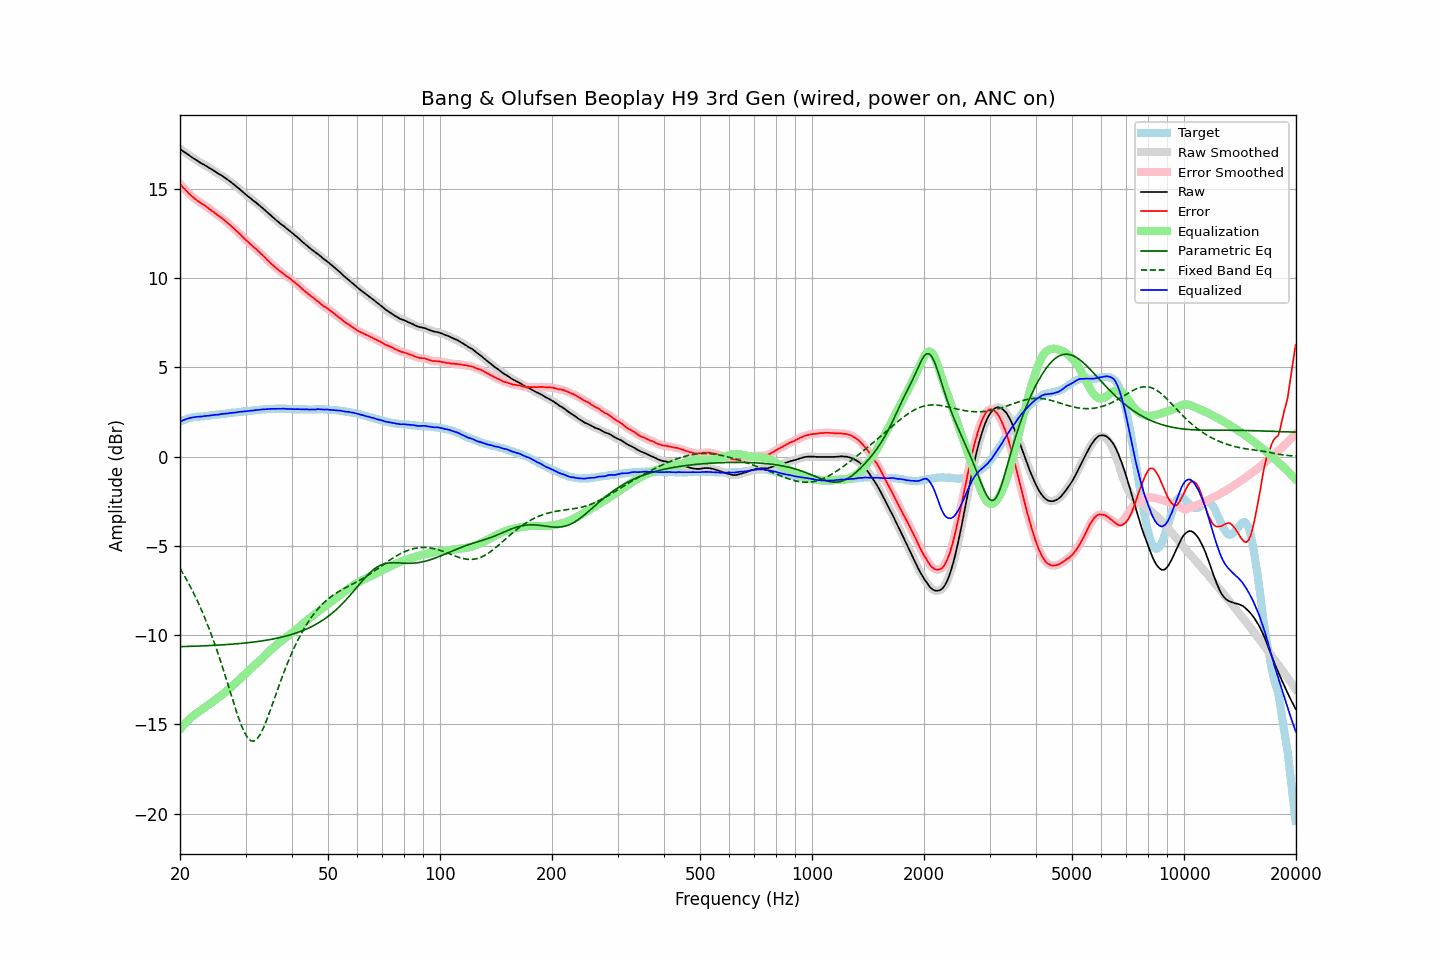 Bang & Olufsen Beoplay H9 3rd Gen (wired, power on, ANC on)
Target
Raw Smoothed
Error Smoothed
Raw
Error
Equalization
Parametric Eq
Fixed Band Eq
Equalized
Amplitude (dBr)
15
10
5
0
−5
−10
−15
−20
20 50 100 200 500 1000 2000 5000 10000 20000
Frequency (Hz)